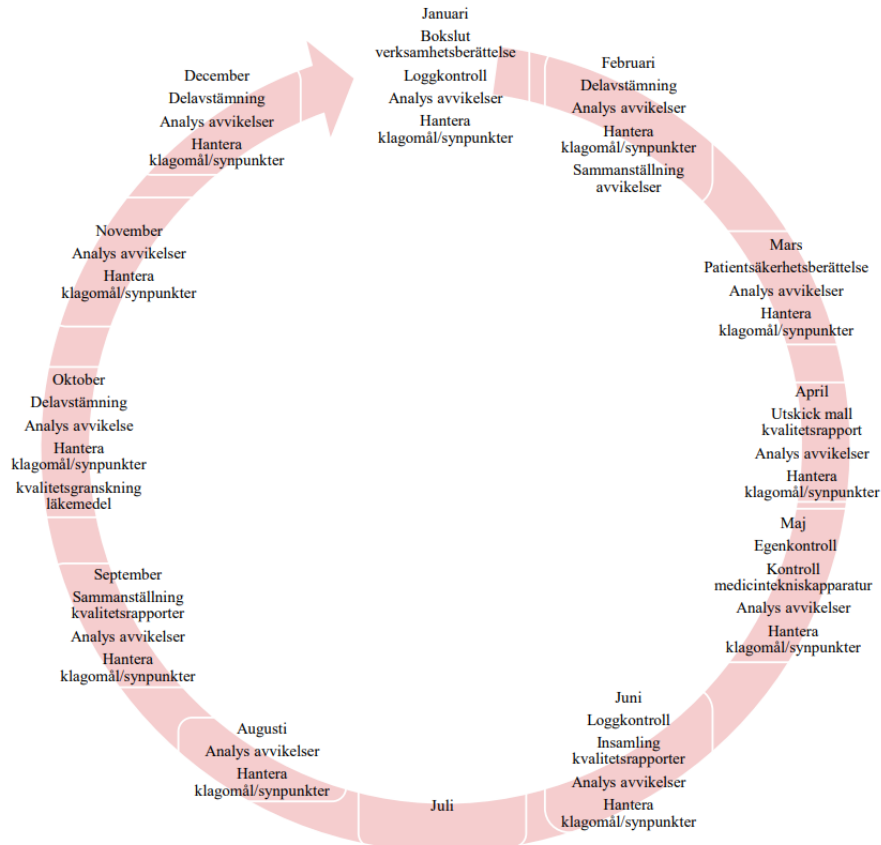 Januari
Bokslut
verksamhetsberättelse
Loggkontroll
Analys avvikelser
Hantera
klagomål/synpunkter
Februari
Delavstämning
Analys avvikelser
Hantera
klagomål/synpunkter
Sammanställning
avvikelser
Mars
Patientsäkerhetsberättelse
Analys avvikelser
Hantera
klagomål/synpunkter
April
Utskick mall
kvalitetsrapport
Analys avvikelser
Hantera
klagomål/synpunkter
Maj
Egenkontroll
Kontroll
medicintekniskapparatur
Analys avvikelser
Hantera
klagomål/synpunkter
Juni
Loggkontroll
Insamling
kvalitetsrapporter
Analys avvikelser
Hantera
klagomål/synpunkter
Juli
Augusti
Analys avvikelser
Hantera
klagomål/synpunkter
September
Sammanställning
kvalitetsrapporter
Analys avvikelser
Hantera
klagomål/synpunkter
Oktober
Delavstämning
Analys avvikelse
Hantera
klagomål/synpunkter
kvalitetsgranskning
läkemedel
November
Analys avvikelser
Hantera
klagomål/synpunkter
December
Delavstämning
Analys avvikelser
Hantera
klagomål/synpunkter